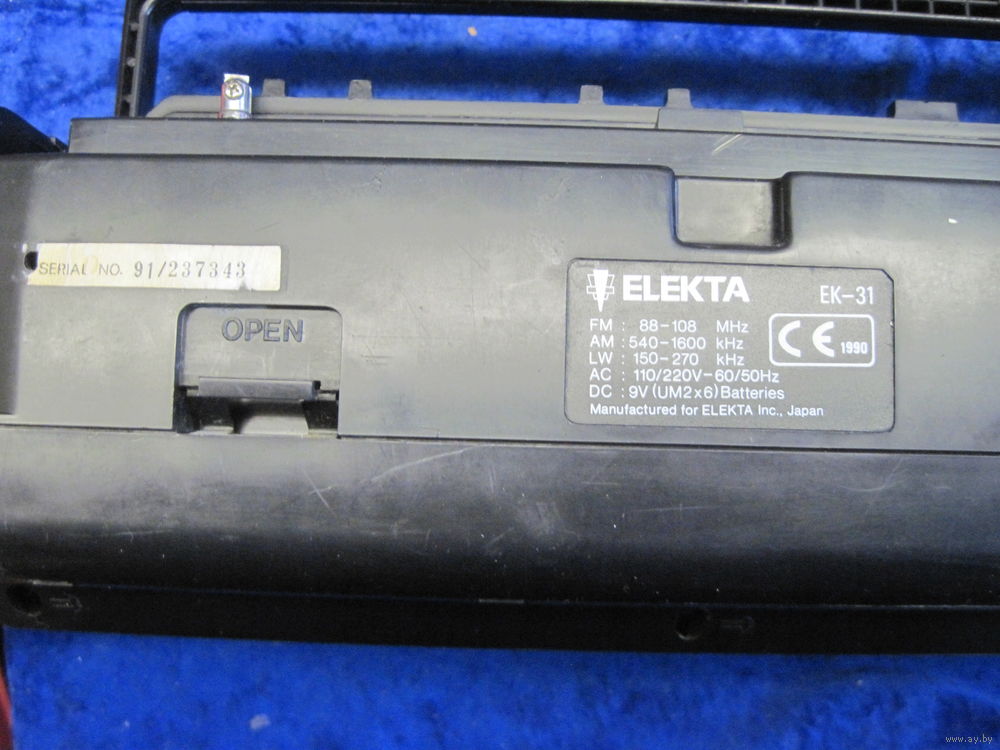 SERIAL NO. 91/237343
OPEN
ELEKTA EK-31
FM : 88-108 MHz
AM : 540-1600 kHz
LW : 150-270 kHz
CE 1990
AC : 110/220V-60/50Hz
DC : 9V (UM2x6) Batteries
Manufactured for ELEKTA Inc., Japan
www.ay.by